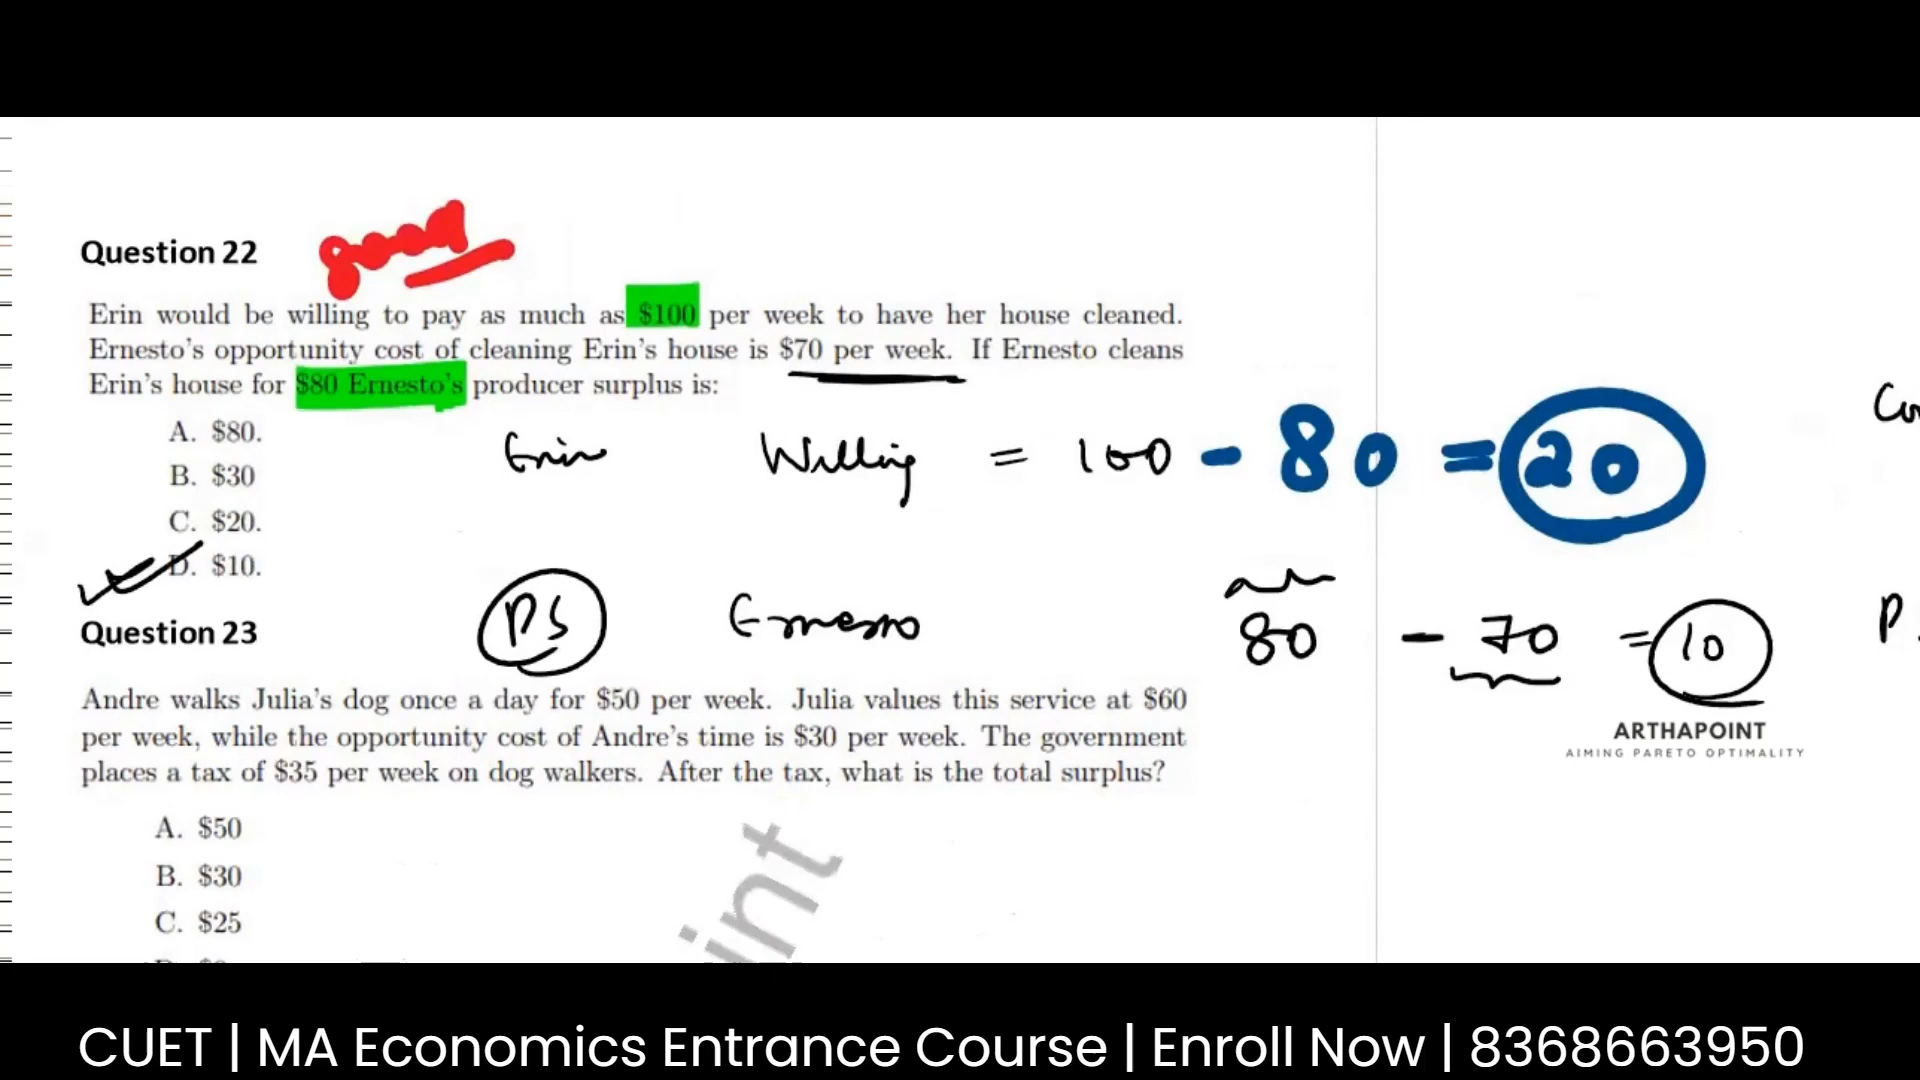 Question 22
good
Erin would be willing to pay as much as $100 per week to have her house cleaned.
Ernesto's opportunity cost of cleaning Erin's house is $70 per week. If Ernesto cleans
Erin's house for $80 Ernesto's producer surplus is:
A. $80.
B. $30
C. $20.
D. $10.
Erin Willing = 100 - 80 = 20
PS Ernesto 80 - 70 = 10
Question 23
Andre walks Julia's dog once a day for $50 per week. Julia values this service at $60
per week, while the opportunity cost of Andre's time is $30 per week. The government
places a tax of $35 per week on dog walkers. After the tax, what is the total surplus?
A. $50
B. $30
C. $25
ARTHAPOINT
AIMING PARETO OPTIMALITY
int
CUET | MA Economics Entrance Course | Enroll Now | 8368663950